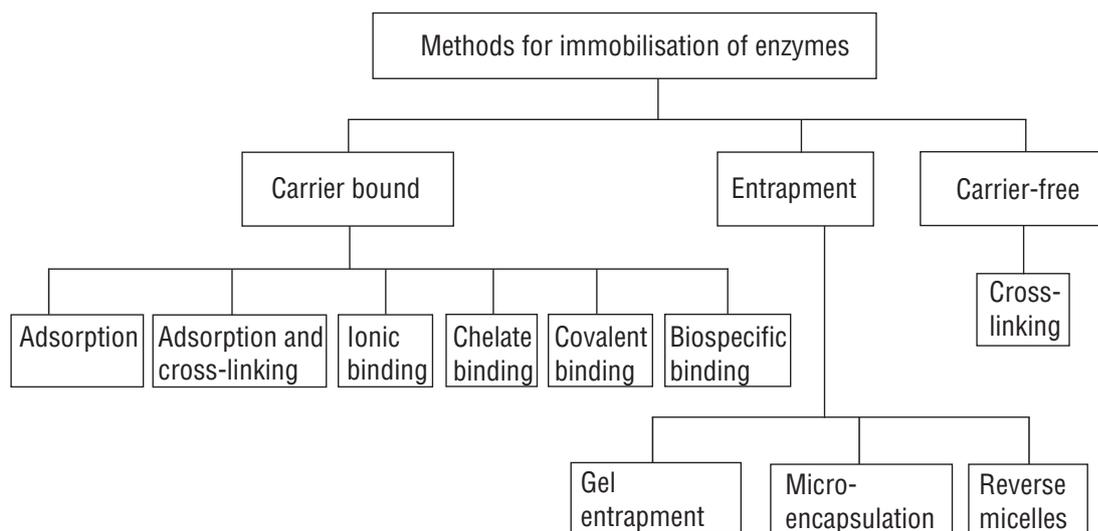 Methods for immobilisation of enzymes
Carrier bound
Entrapment
Carrier-free
Adsorption
Adsorption and
cross-linking
Ionic
binding
Chelate
binding
Covalent
binding
Biospecific
binding
Cross-
linking
Gel
entrapment
Micro-
encapsulation
Reverse
micelles